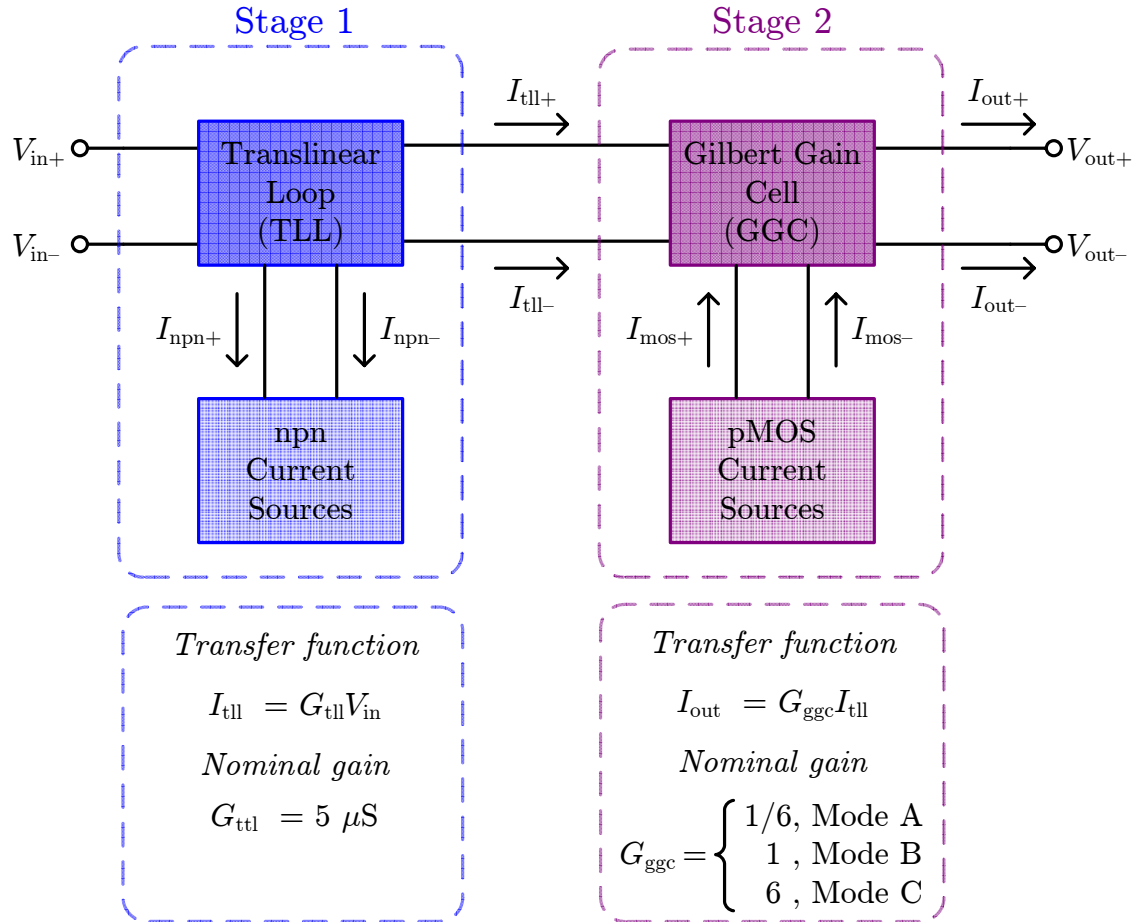 Stage 1
Stage 2
I_tll+
I_out+
V_in+
Translinear
Loop
(TLL)
Gilbert Gain
Cell
(GGC)
V_out+
V_in–
V_out–
I_tll–
I_out–
I_npn+
I_npn–
I_mos+
I_mos–
npn
Current
Sources
pMOS
Current
Sources
Transfer function
I_tll = G_tll V_in
Nominal gain
G_ttl = 5 μS
Transfer function
I_out = G_ggc I_tll
Nominal gain
G_ggc = { 1/6, Mode A
1 , Mode B
6 , Mode C